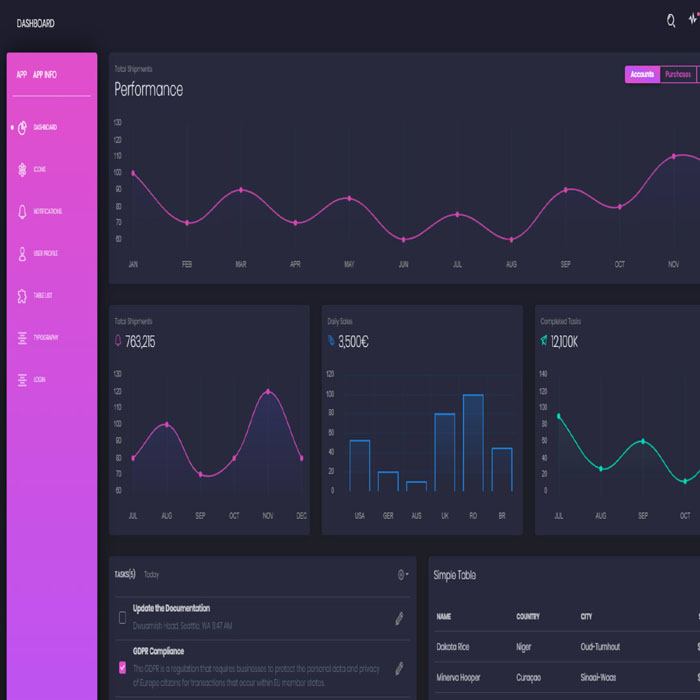 DASHBOARD
APP APP INFO
DASHBOARD
ICONS
NOTIFICATIONS
USER PROFILE
TABLE LIST
TYPOGRAPHY
LOGIN
Total Shipments
Performance
Accounts Purchases
130
120
110
100
90
80
70
60
JAN FEB MAR APR MAY JUN JUL AUG SEP OCT NOV
Total Shipments
763,215
130
120
110
100
90
80
70
60
JUL AUG SEP OCT NOV DEC
Daily Sales
3,500€
120
100
80
60
40
20
0
USA GER AUS UK RO BR
Completed Tasks
12,100K
140
120
100
80
60
40
20
0
JUL AUG SEP OCT
TASKS(5) Today
Update the Documentation
Dwuamish Head, Seattle, WA 8:47 AM
GDPR Compliance
The GDPR is a regulation that requires businesses to protect the personal data and privacy
of Europe citizens for transactions that occur within EU member states.
Simple Table
NAME COUNTRY CITY
Dakota Rice Niger Oud-Turnhout
Minerva Hooper Curaçao Sinaai-Waas